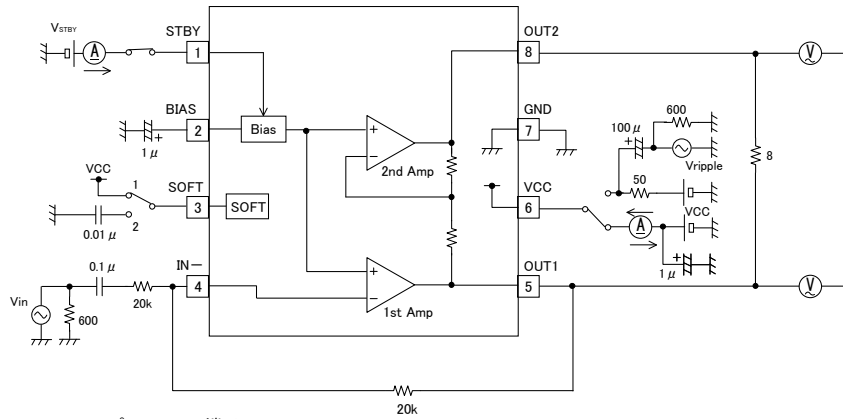 VSTBY
A
STBY
1
BIAS
2
1μ
+
VCC
1
2
0.01μ
SOFT
3
SOFT
IN−
4
Vin
600
0.1μ
20k
Bias
+
−
2nd Amp
+
−
1st Amp
OUT2
8
GND
7
VCC
6
OUT1
5
20k
100μ
+
600
Vripple
50
A
VCC
+
1μ
8
V
V